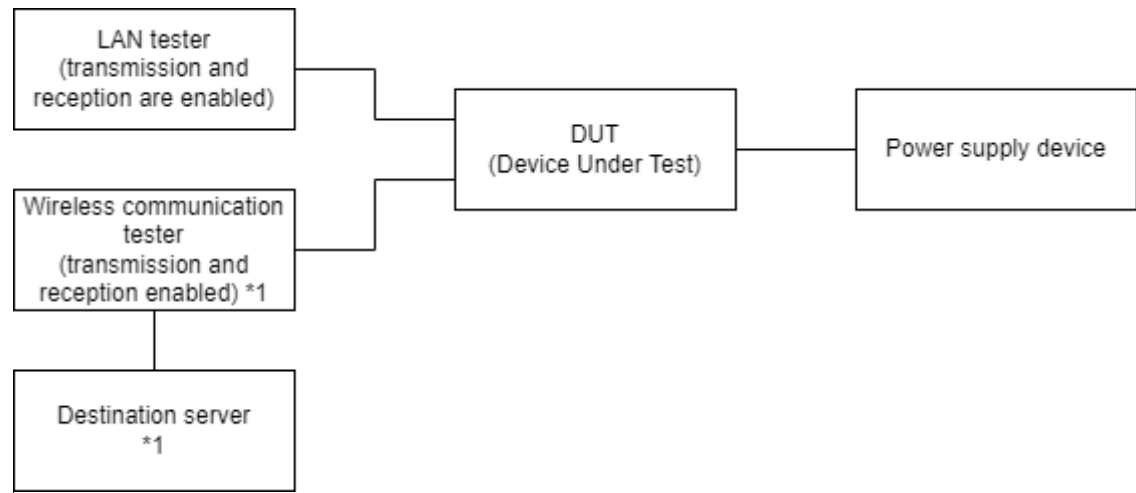 LAN tester
(transmission and
reception are enabled)
DUT
(Device Under Test)
Power supply device
Wireless communication
tester
(transmission and
reception enabled) *1
Destination server
*1